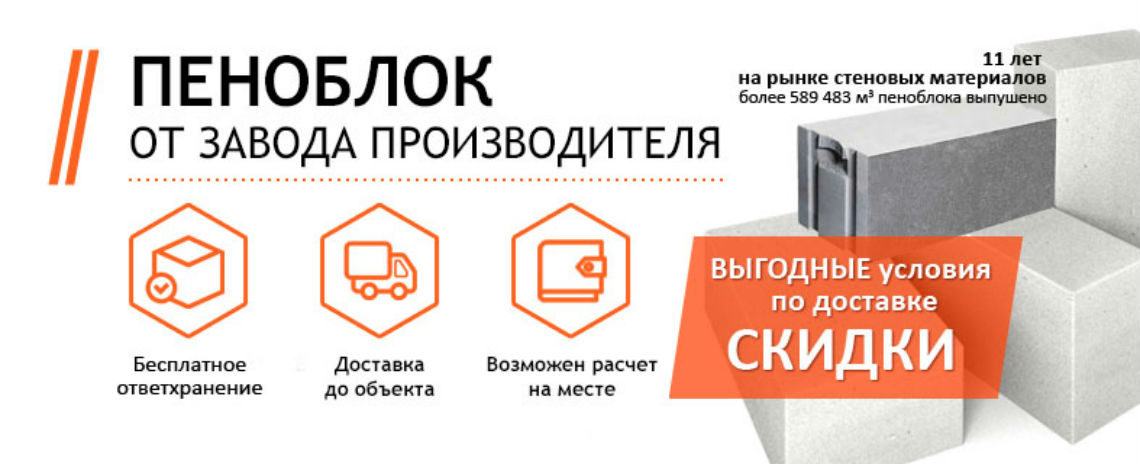 ПЕНОБЛОК
ОТ ЗАВОДА ПРОИЗВОДИТЕЛЯ
11 лет
на рынке стеновых материалов
более 589 483 м³ пеноблока выпушено
Бесплатное
ответхранение
Доставка
до объекта
Возможен расчет
на месте
ВЫГОДНЫЕ условия
по доставке
СКИДКИ